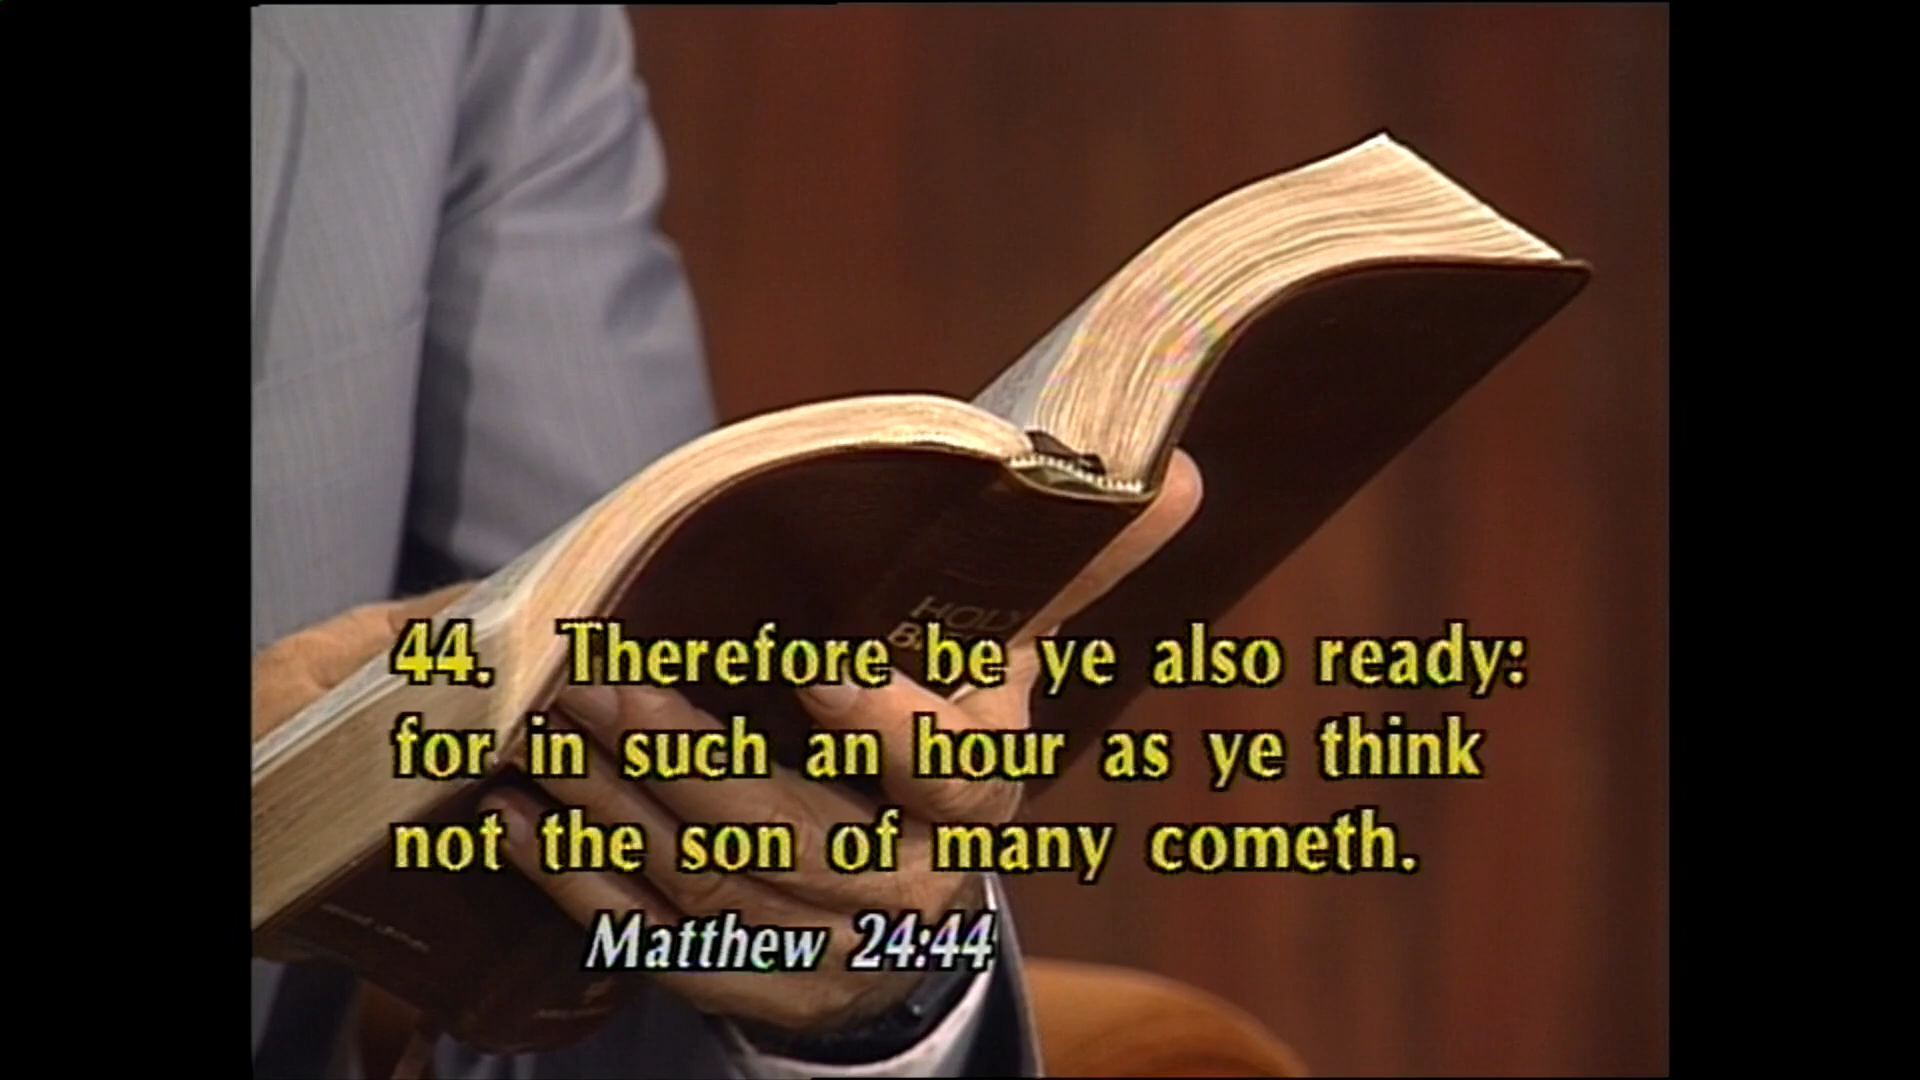 HOLY
44. Therefore be ye also ready:
for in such an hour as ye think
not the son of many cometh.
Matthew 24:44